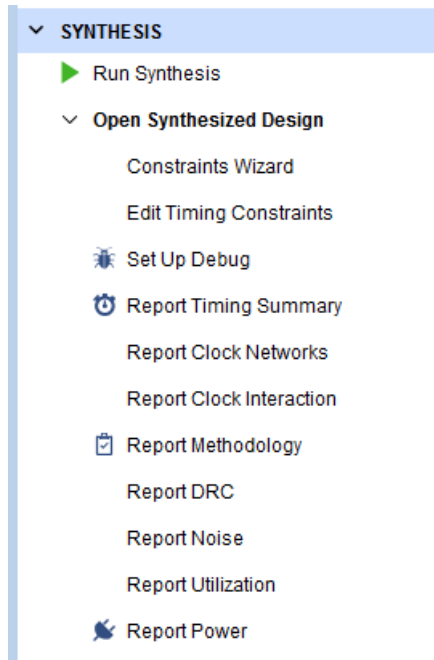 SYNTHESIS
Run Synthesis
Open Synthesized Design
Constraints Wizard
Edit Timing Constraints
Set Up Debug
Report Timing Summary
Report Clock Networks
Report Clock Interaction
Report Methodology
Report DRC
Report Noise
Report Utilization
Report Power